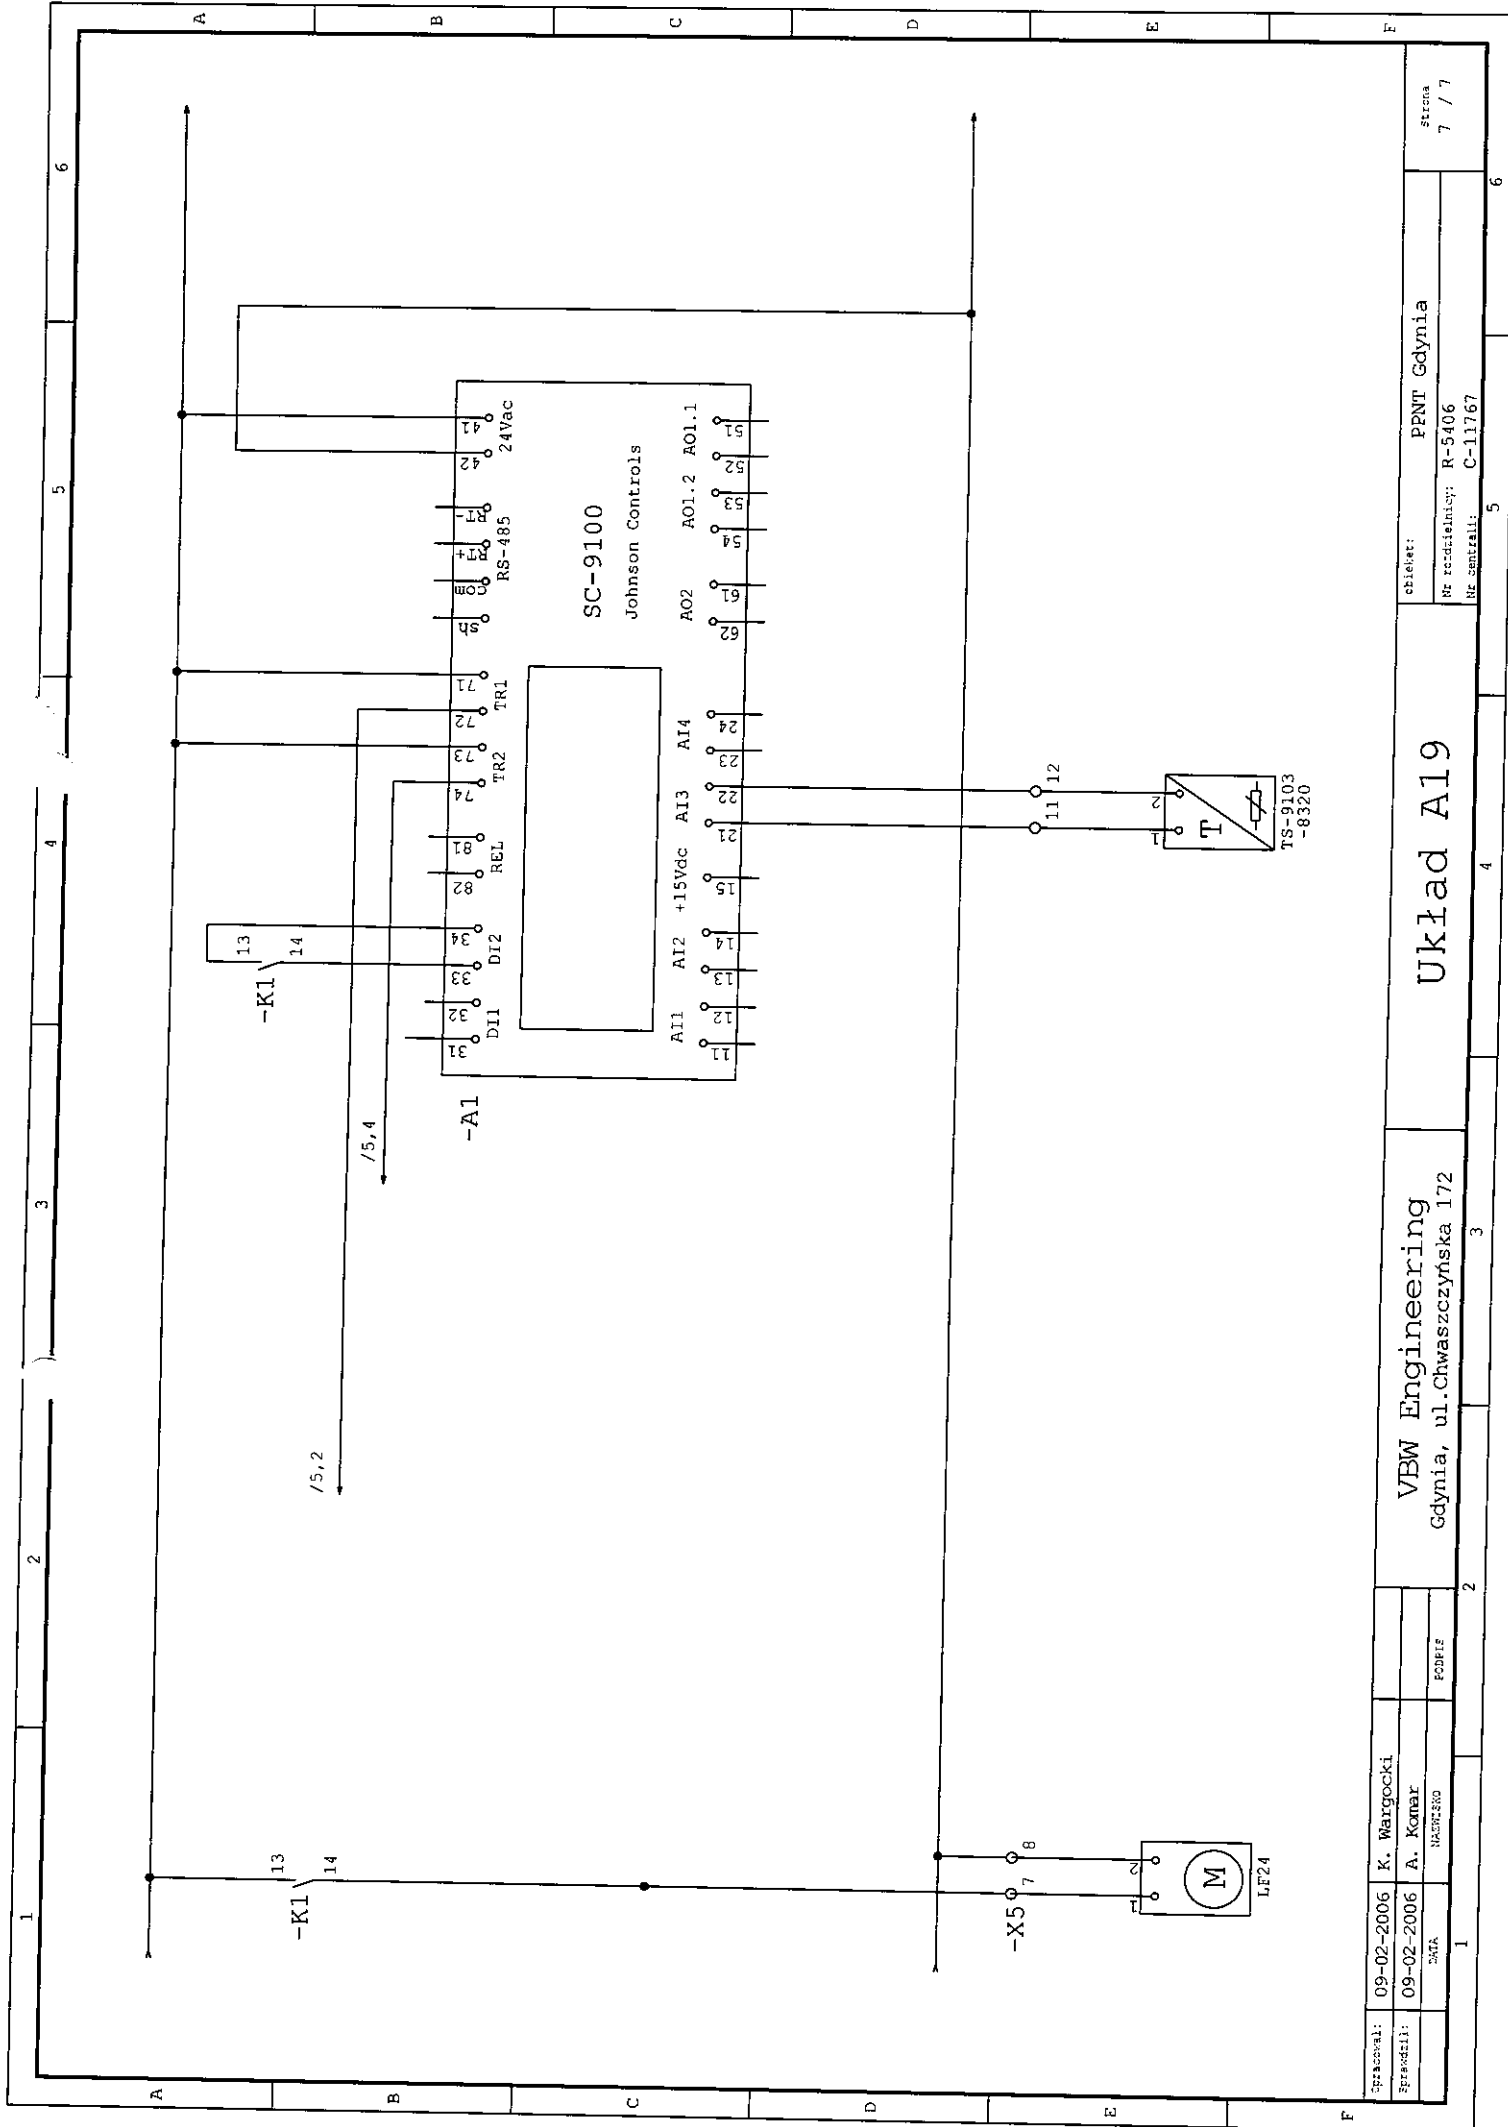 1 2 3 4 5 6
A
B
C
D
E
F
A
B
C
D
E
F
-K1
13
14
/5,2
/5,4
-K1
13
14
-A1
31 32 33 34 82 81 74 73 72 71 sh com RT+ RT- 42 41
DI1 DI2 REL TR2 TR1 RS-485 24Vac
SC-9100
Johnson Controls
AI1 AI2 +15Vdc AI3 AI4 AO2 AO1.2 AO1.1
11 12 13 14 15 21 22 23 24 62 61 54 53 52 51
-X5
7 8
11 12
1 2
M
LF24
1 2
T
TS-9103
-8320
Opracował: 09-02-2006 K. Wargocki
Sprawdził: 09-02-2006 A. Komar
DATA NAZWISKO PODPIS
VBW Engineering
Gdynia, ul.Chwaszczyńska 172
Układ A19
obiekt: PPNT Gdynia
Nr rozdzielnicy: R-5406
Nr centrali: C-11767
Strona
7 / 7
1 2 3 4 5 6